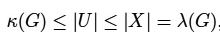 κ(G) ≤ |U| ≤ |X| = λ(G),